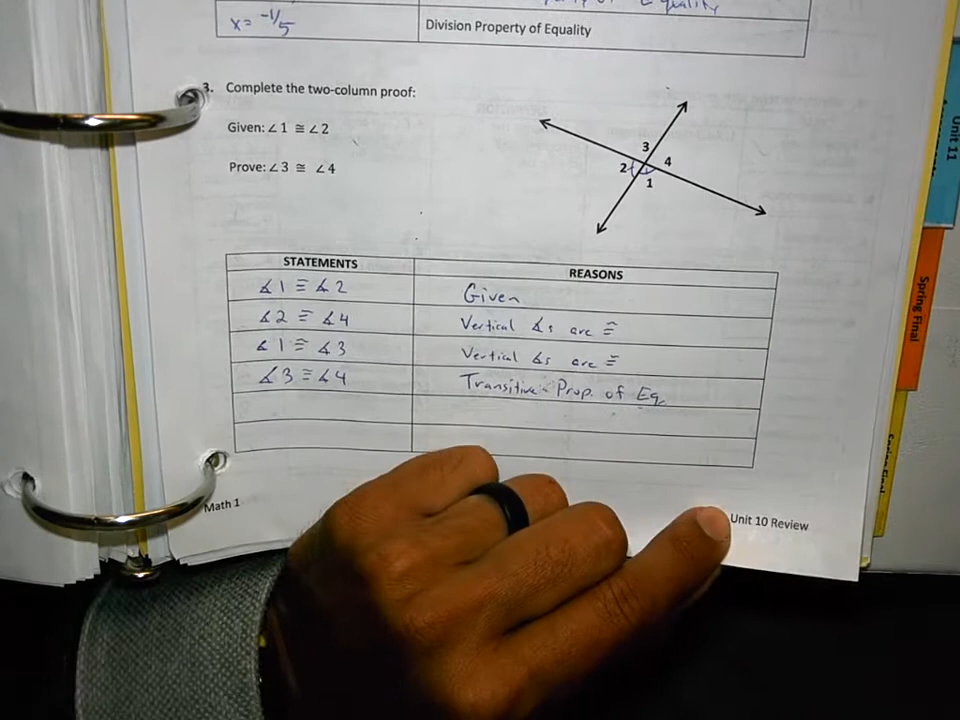 Equality
x = -1/5 Division Property of Equality
3. Complete the two-column proof:
Given: ∠1 ≅ ∠2
Prove: ∠3 ≅ ∠4
3
4
2
1
STATEMENTS REASONS
∡1 ≅ ∡2 Given
∡2 ≅ ∡4 Vertical ∡s are ≅
∡1 ≅ ∡3 Vertical ∡s are ≅
∡3 ≅ ∡4 Transitive Prop. of Eq.
Math 1
Unit 10 Review
Unit 11
Spring Final